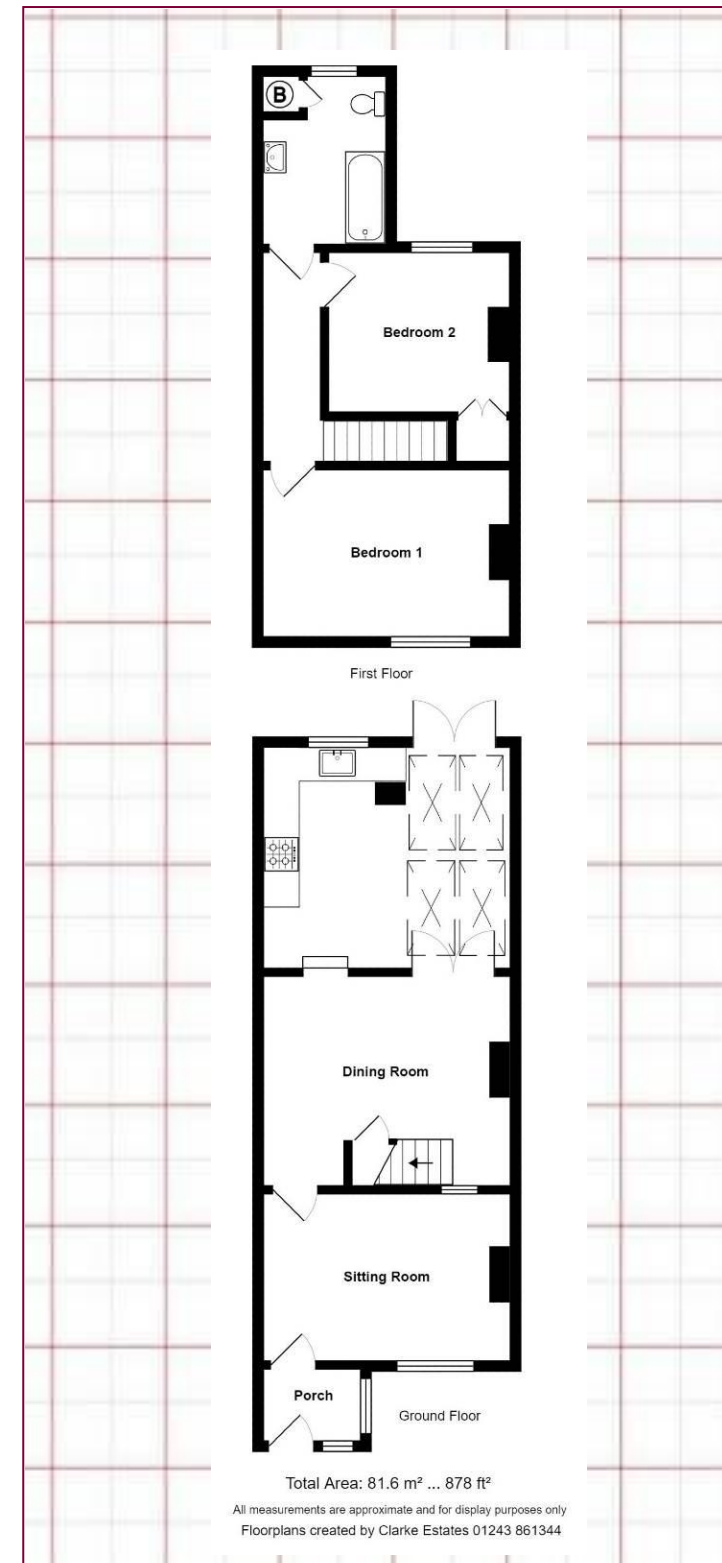 B
Bedroom 2
Bedroom 1
First Floor
Dining Room
Sitting Room
Porch
Ground Floor
Total Area: 81.6 m² ... 878 ft²
All measurements are approximate and for display purposes only
Floorplans created by Clarke Estates 01243 861344